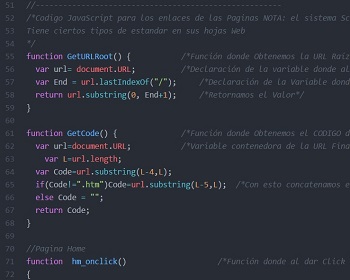 51 //--------------------------------------------------
52 /*Codigo JavaScript para los enlaces de las Paginas NOTA: el sistema Sc
53 Tiene ciertos tipos de estandar en sus hojas Web
54 */
55 function GetURLRoot() { /*Función donde Obtenemos la URL Raiz
56 var url= document.URL; /*Declaración de la variable donde al
57 var End = url.lastIndexOf("/"); /*Declaración de la Variable dond
58 return url.substring(0, End+1); /*Retornamos el Valor*/
59 }
60
61 function GetCode() { /*Función donde Obtenemos el CODIGO d
62 var url=document.URL; /*Variable contenedora de la URL Fina
63 var L=url.length;
64 var Code=url.substring(L-4,L);
65 if(Code!=".htm")Code=url.substring(L-5,L); /*Con esto concatenamos e
66 else Code = "";
67 return Code;
68 }
69
70 //Pagina Home
71 function hm_onclick() /*Función donde al dar Click
72 {